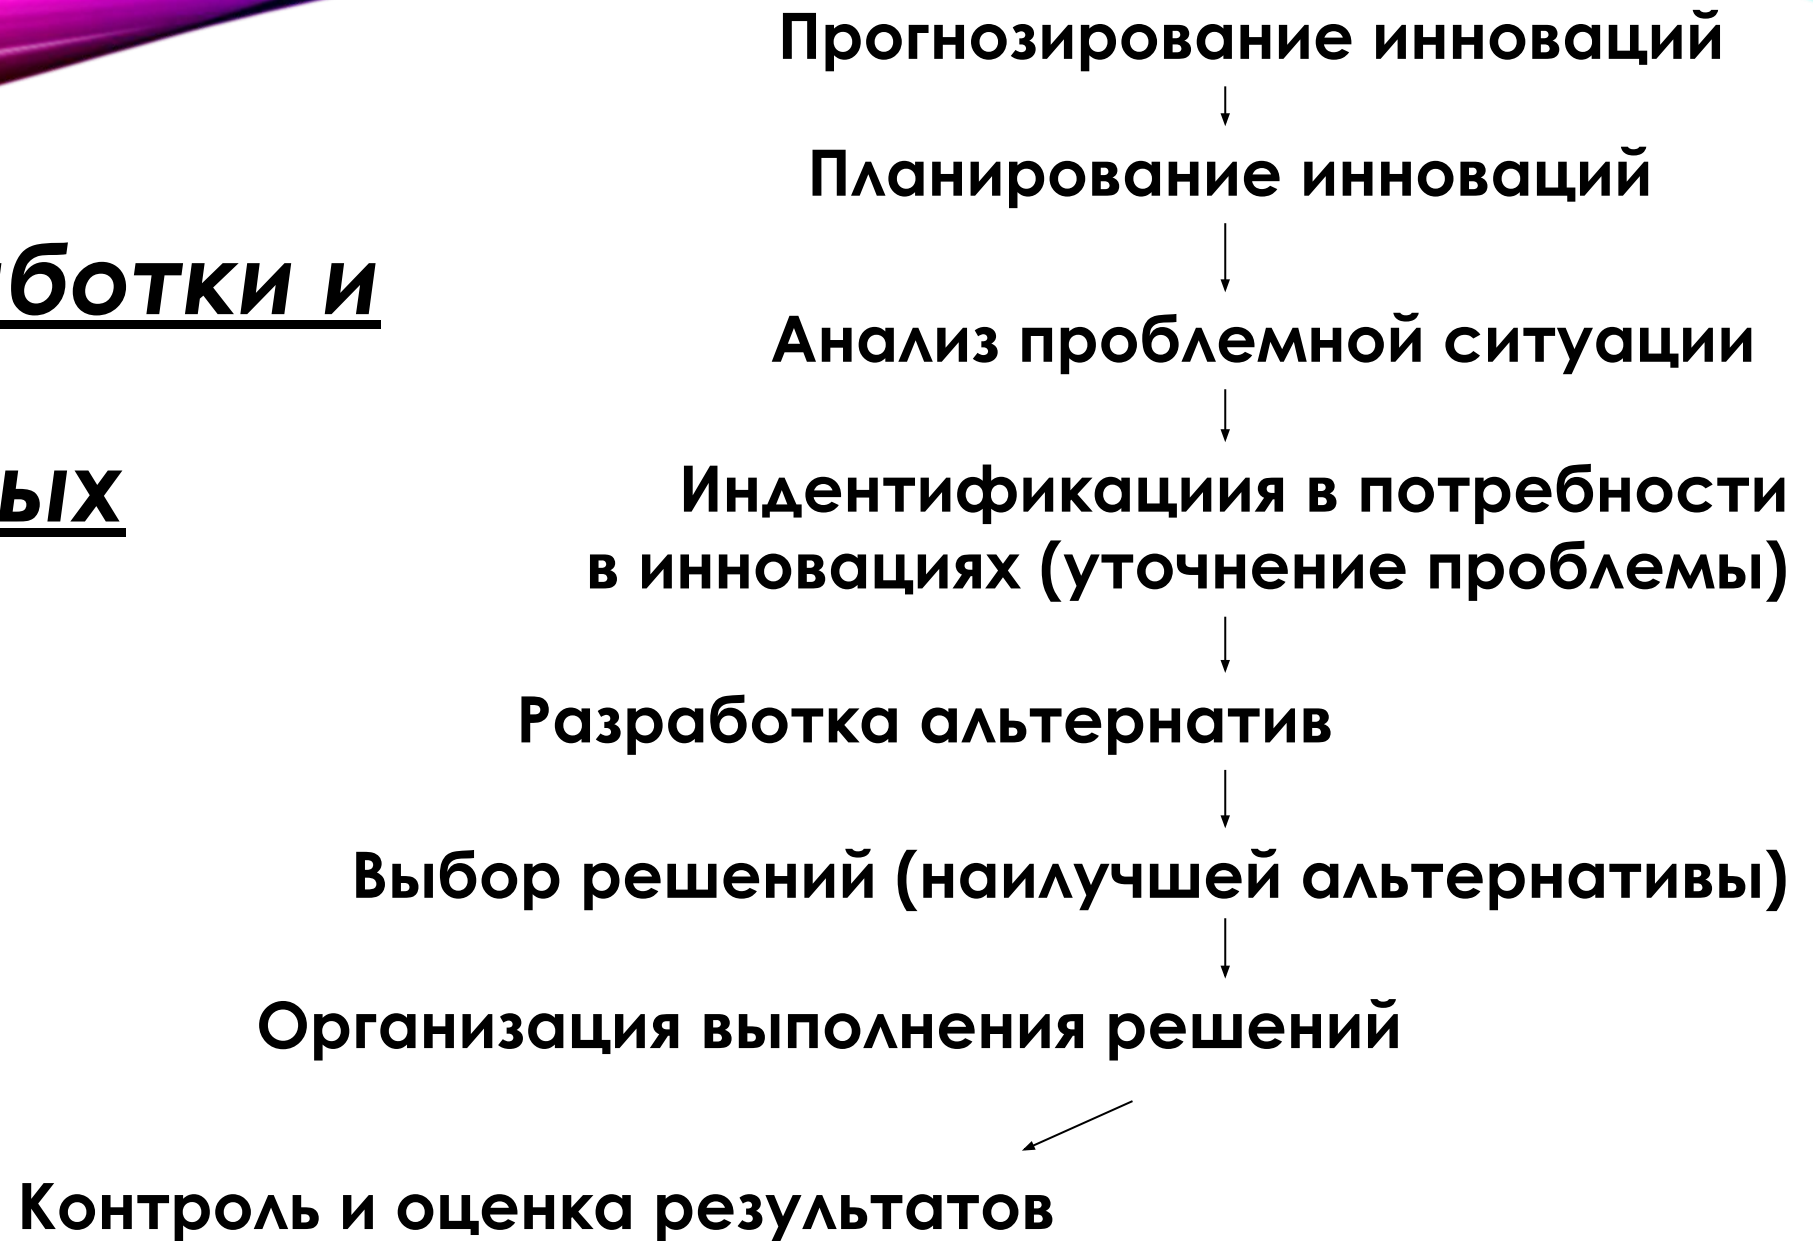 Прогнозирование инноваций
Планирование инноваций
ботки и
Анализ проблемной ситуации
ых
Индентификациия в потребности
в инновациях (уточнение проблемы)
Разработка альтернатив
Выбор решений (наилучшей альтернативы)
Организация выполнения решений
Контроль и оценка результатов